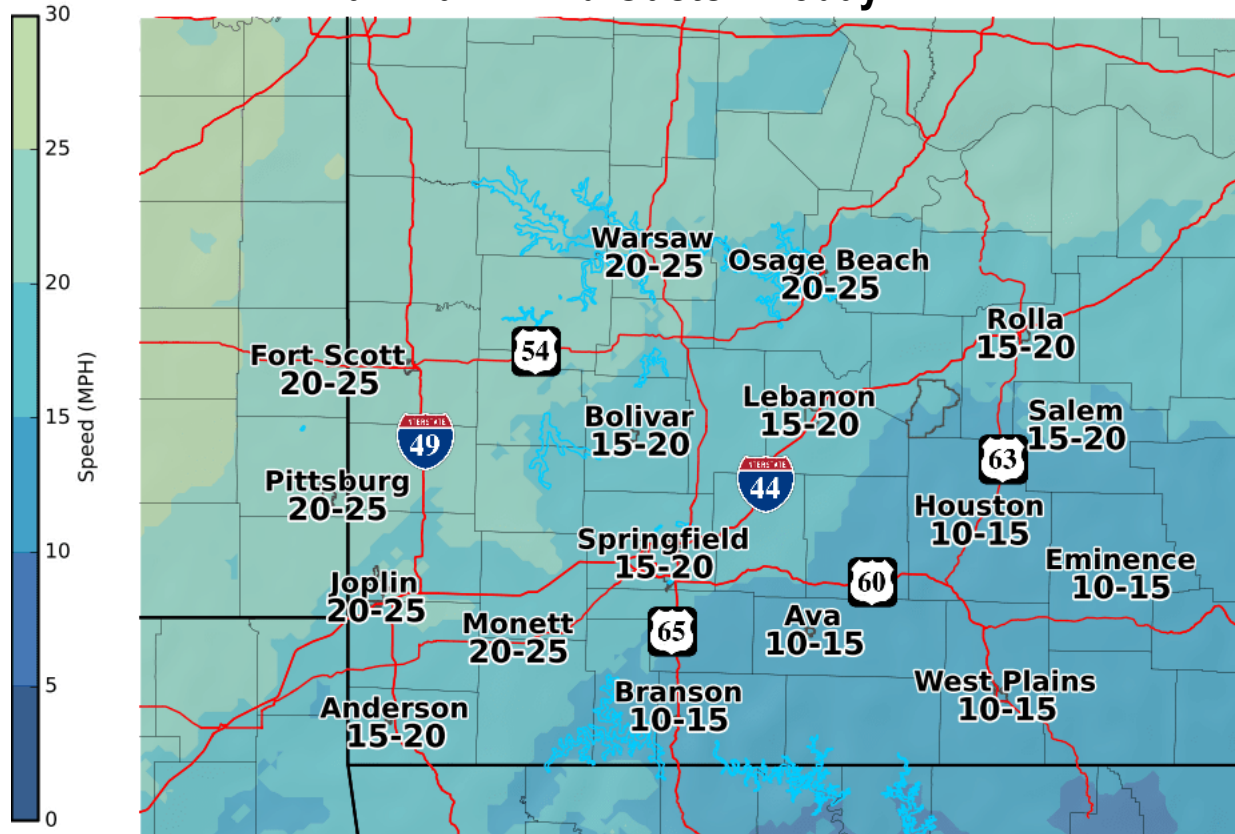 30
25
20
15
10
5
0
Speed (MPH)
Warsaw
20-25
Osage Beach
20-25
Rolla
15-20
54
Fort Scott
20-25
Lebanon
15-20
Salem
15-20
Bolivar
15-20
INTERSTATE
49
63
INTERSTATE
44
Pittsburg
20-25
Houston
10-15
Springfield
15-20
Eminence
10-15
60
Joplin
20-25
Ava
10-15
Monett
20-25
65
West Plains
10-15
Branson
10-15
Anderson
15-20